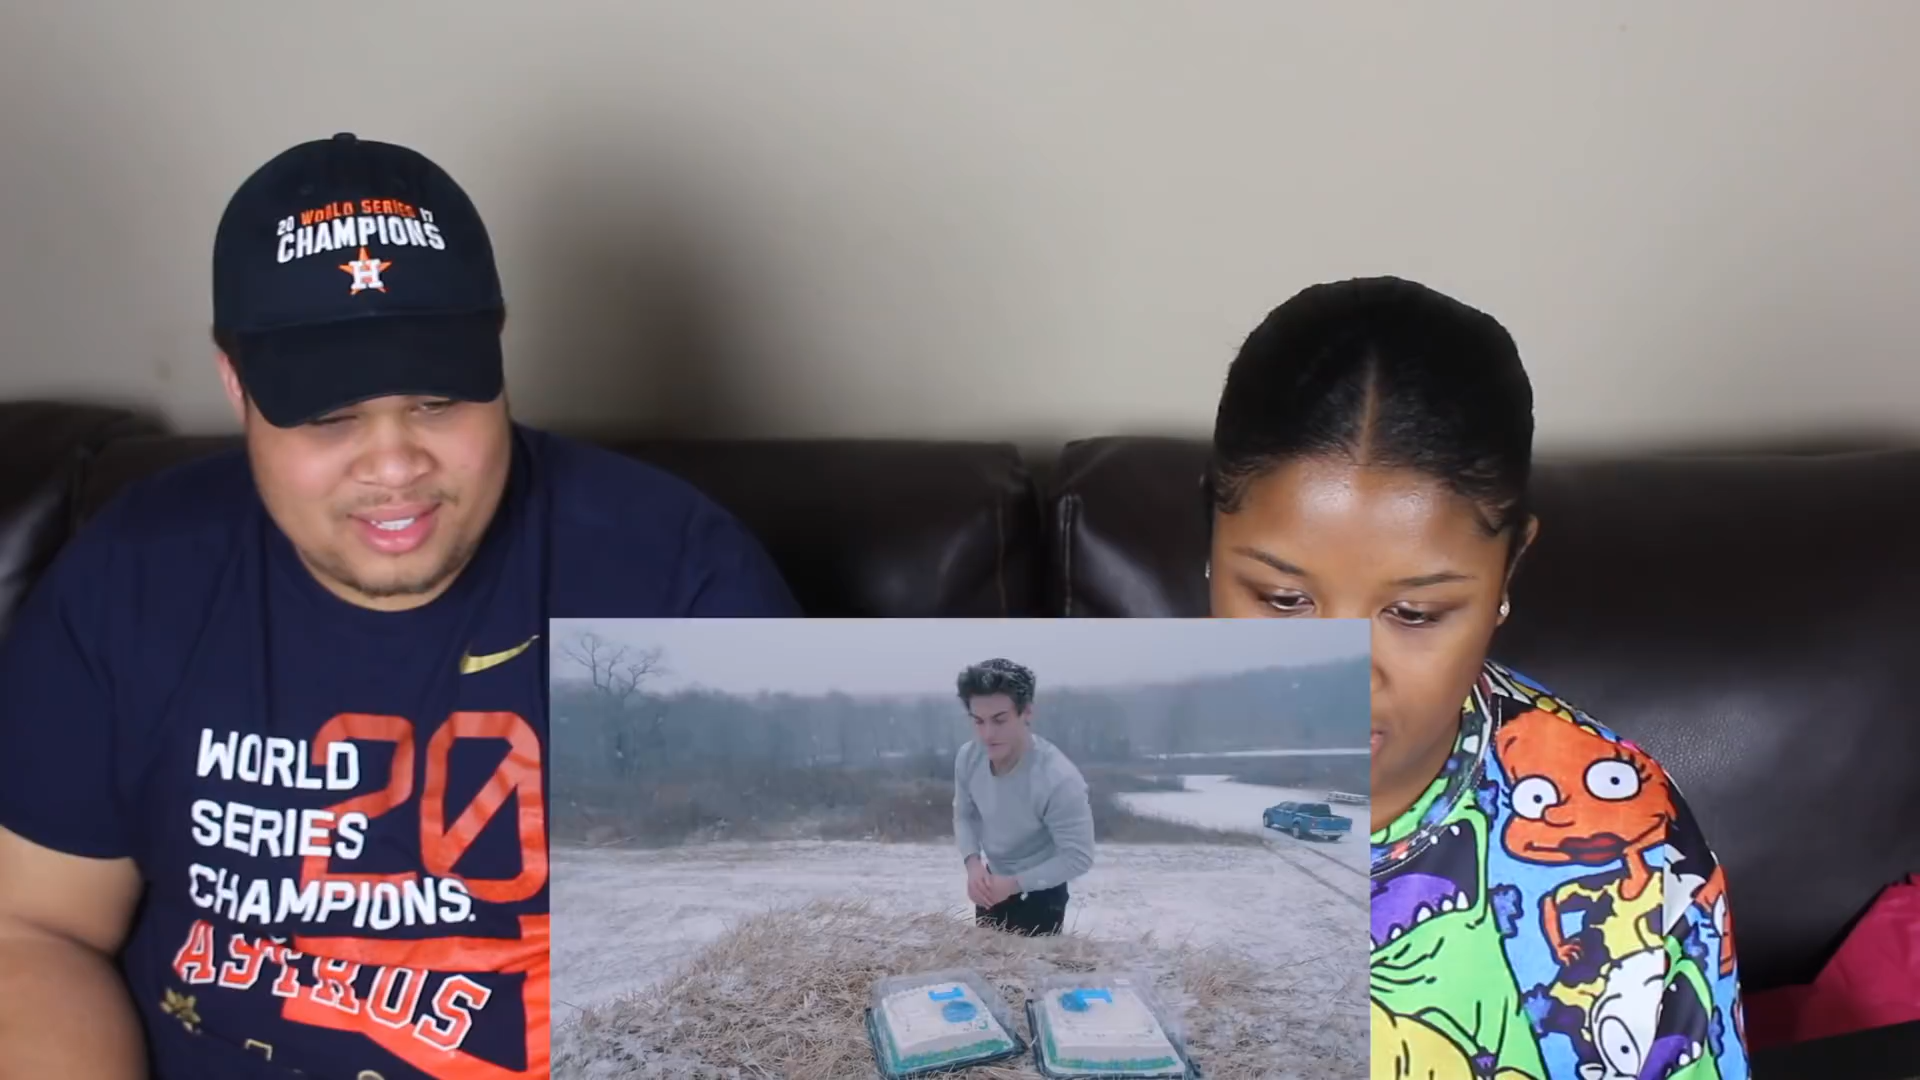 20 WORLD SERIES 17
CHAMPIONS
H
20
WORLD
SERIES
CHAMPIONS.
ASTROS